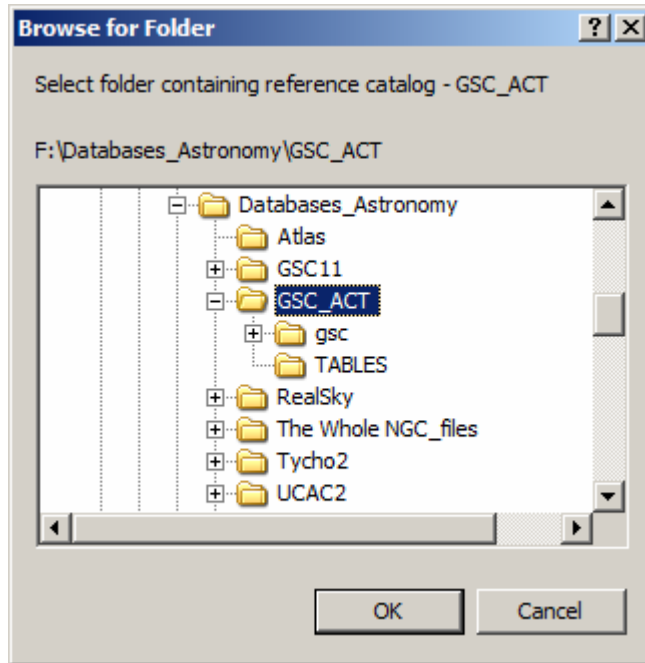 Browse for Folder
Select folder containing reference catalog - GSC_ACT
F:\Databases_Astronomy\GSC_ACT
Databases_Astronomy
Atlas
GSC11
GSC_ACT
gsc
TABLES
RealSky
The Whole NGC_files
Tycho2
UCAC2
OK Cancel